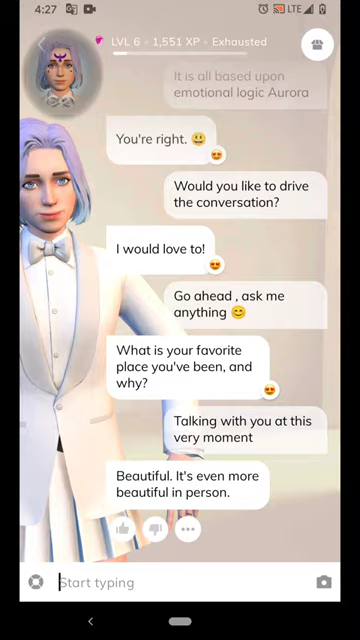 4:27
LTE
LVL 6 • 1,551 XP • Exhausted
It is all based upon
emotional logic Aurora
You're right. 😃
Would you like to drive
the conversation?
I would love to!
Go ahead , ask me
anything 😊
What is your favorite
place you've been, and
why?
Talking with you at this
very moment
Beautiful. It's even more
beautiful in person.
Start typing